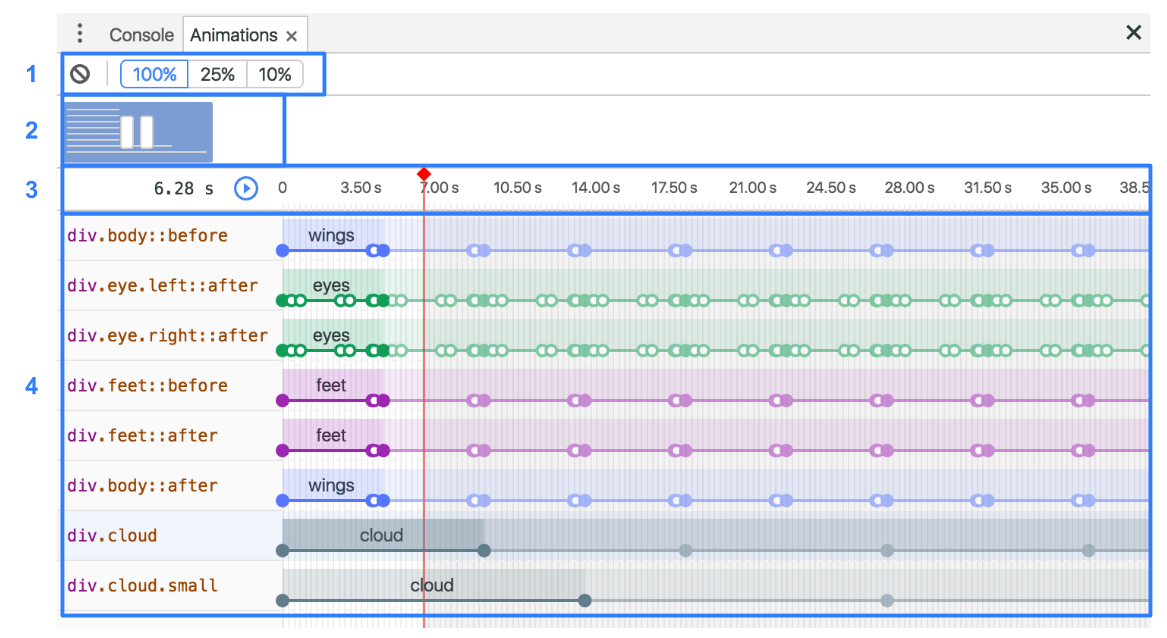 Console Animations
1 100% 25% 10%
2
3 6.28 s 0 3.50 s 7.00 s 10.50 s 14.00 s 17.50 s 21.00 s 24.50 s 28.00 s 31.50 s 35.00 s 38.5
div.body::before wings
div.eye.left::after eyes
div.eye.right::after eyes
4 div.feet::before feet
div.feet::after feet
div.body::after wings
div.cloud cloud
div.cloud.small cloud